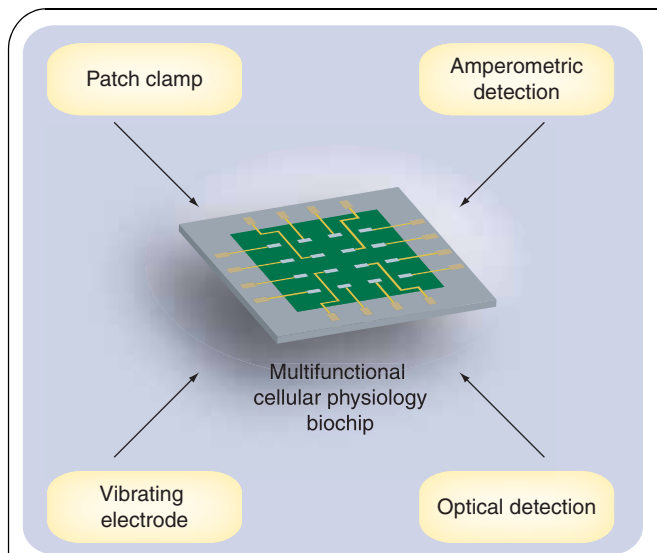 Patch clamp
Amperometric
detection
Multifunctional
cellular physiology
biochip
Vibrating
electrode
Optical detection